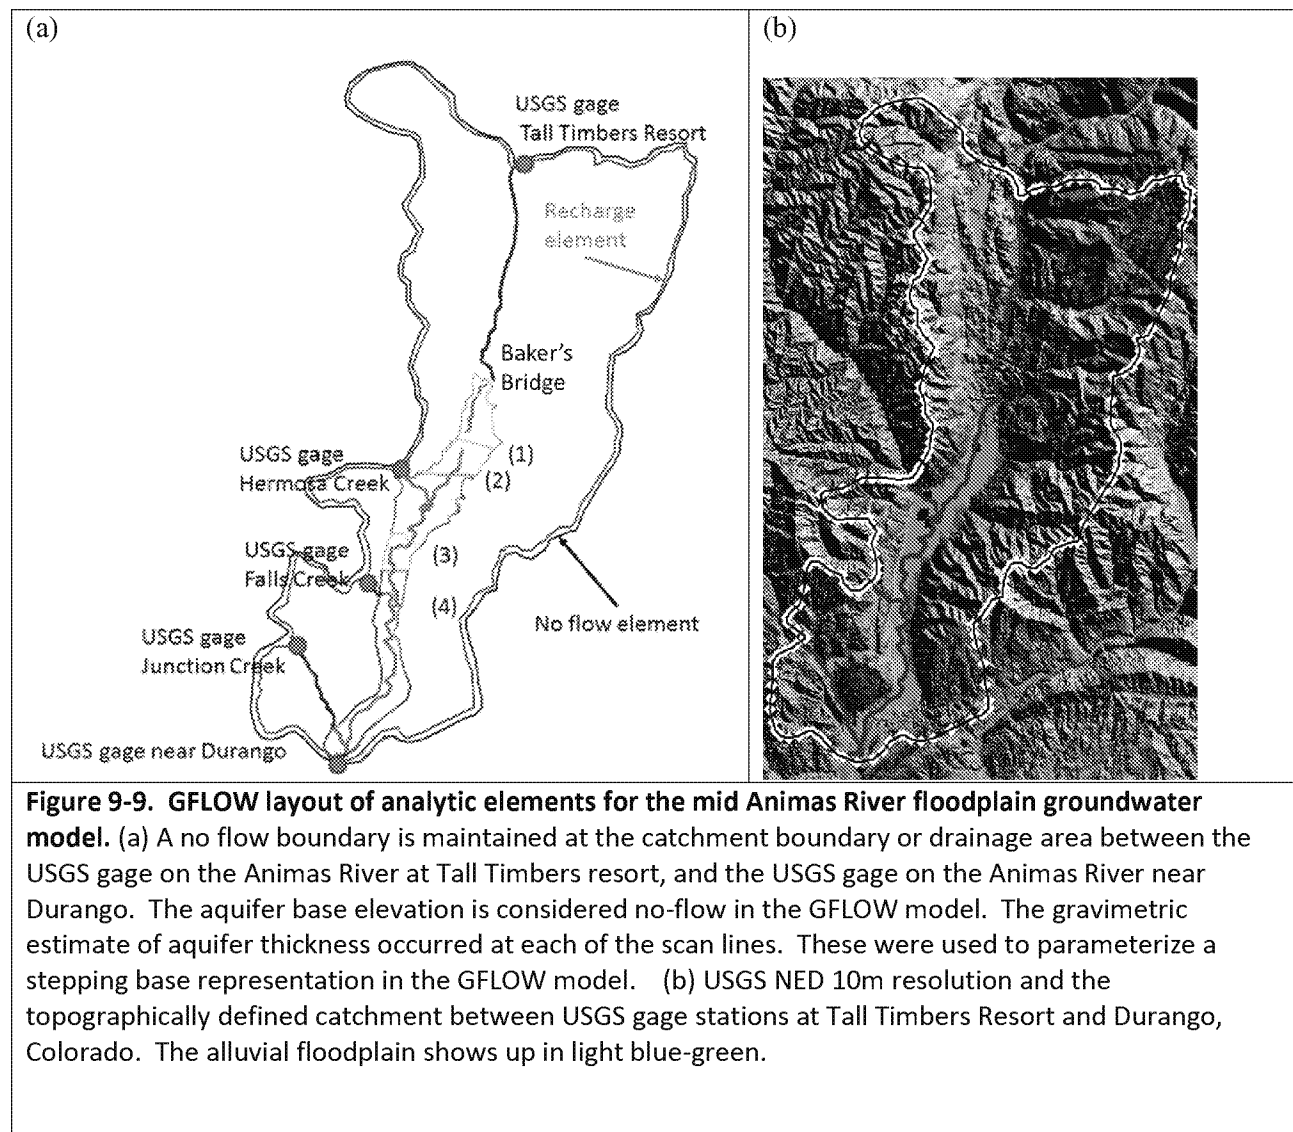 (a)
(b)
USGS gage
Tall Timbers Resort
Recharge
element
Baker's
Bridge
(1)
USGS gage
(2)
Hermosa Creek
USGS gage
(3)
Falls Creek
(4)
No flow element
USGS gage
Junction Creek
USGS gage near Durango
Figure 9-9.  GFLOW layout of analytic elements for the mid Animas River floodplain groundwater
model. (a) A no flow boundary is maintained at the catchment boundary or drainage area between the
USGS gage on the Animas River at Tall Timbers resort, and the USGS gage on the Animas River near
Durango.  The aquifer base elevation is considered no-flow in the GFLOW model.  The gravimetric
estimate of aquifer thickness occurred at each of the scan lines.  These were used to parameterize a
stepping base representation in the GFLOW model.    (b) USGS NED 10m resolution and the
topographically defined catchment between USGS gage stations at Tall Timbers Resort and Durango,
Colorado.  The alluvial floodplain shows up in light blue-green.